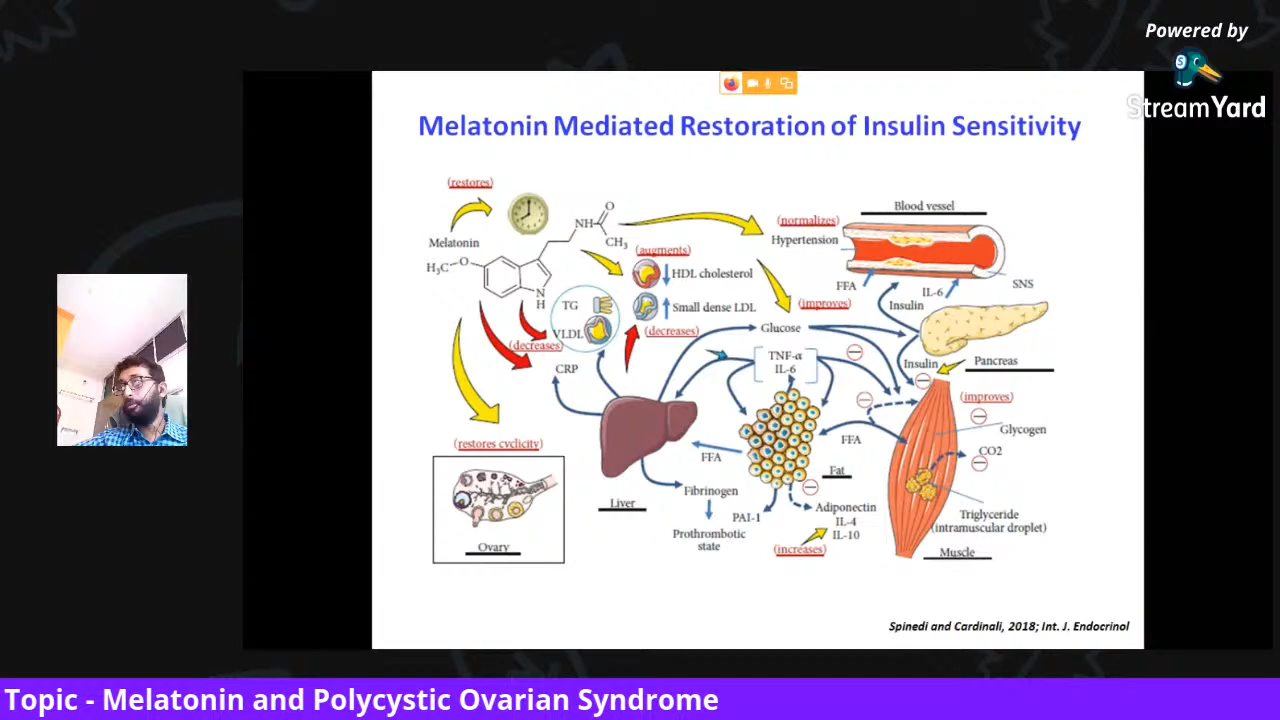 Powered by
StreamYard
Melatonin Mediated Restoration of Insulin Sensitivity
(restores)
Melatonin
H₃C
O
NH
O
CH₃
N
H
(augments)
HDL cholesterol
Small dense LDL
(decreases)
TG
VLDL
(decreases)
CRP
(normalizes)
Hypertension
Blood vessel
FFA
IL-6
SNS
Insulin
(improves)
Glucose
TNF-α
IL-6
Insulin
Pancreas
(improves)
Glycogen
CO2
FFA
Triglyceride
(intramuscular droplet)
Muscle
(restores cyclicity)
Ovary
Liver
FFA
Fibrinogen
Prothrombotic
state
PAI-1
Fat
Adiponectin
IL-4
IL-10
(increases)
Spinedi and Cardinali, 2018; Int. J. Endocrinol
Topic - Melatonin and Polycystic Ovarian Syndrome